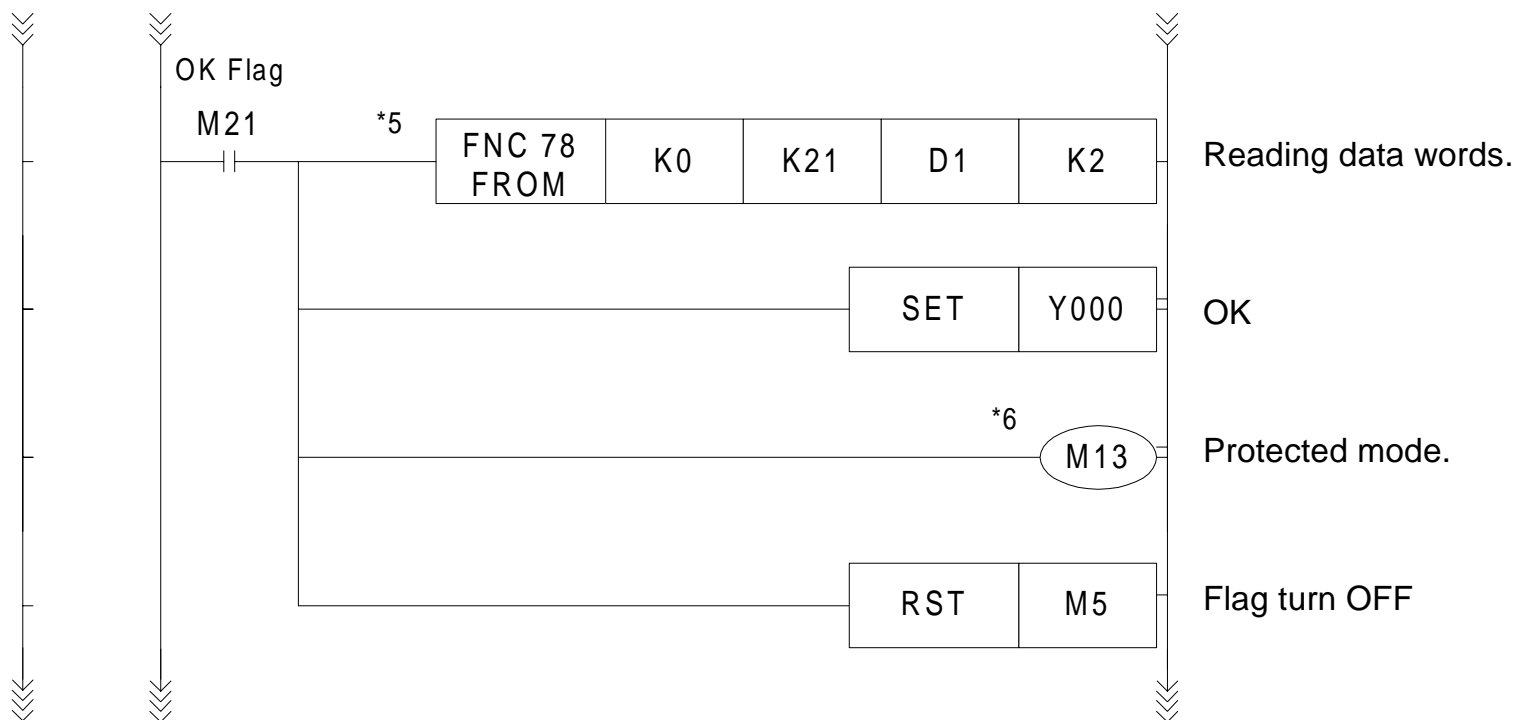 OK Flag
M21
*5
FNC 78
FROM
K0
K21
D1
K2
Reading data words.
SET
Y000
OK
*6
M13
Protected mode.
RST
M5
Flag turn OFF